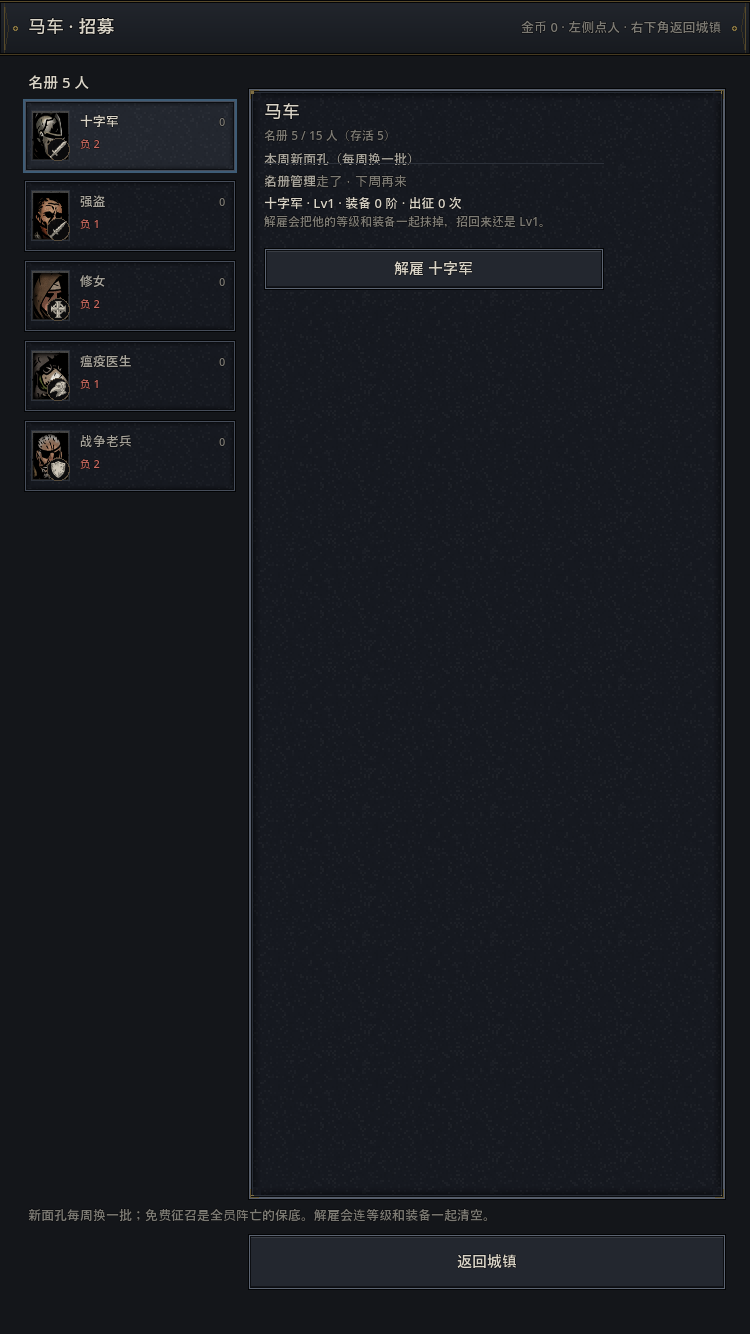 马车 · 招募
金币 0 · 左侧点人 · 右下角返回城镇
名册 5 人
十字军 0
负 2
强盗 0
负 1
修女 0
负 2
瘟疫医生 0
负 1
战争老兵 0
负 2
马车
名册 5 / 15 人（存活 5）
本周新面孔（每周换一批）
名册管理走了 · 下周再来
十字军 · Lv1 · 装备 0 阶 · 出征 0 次
解雇会把他的等级和装备一起抹掉，招回来还是 Lv1。
解雇 十字军
新面孔每周换一批；免费征召是全员阵亡的保底。解雇会连等级和装备一起清空。
返回城镇